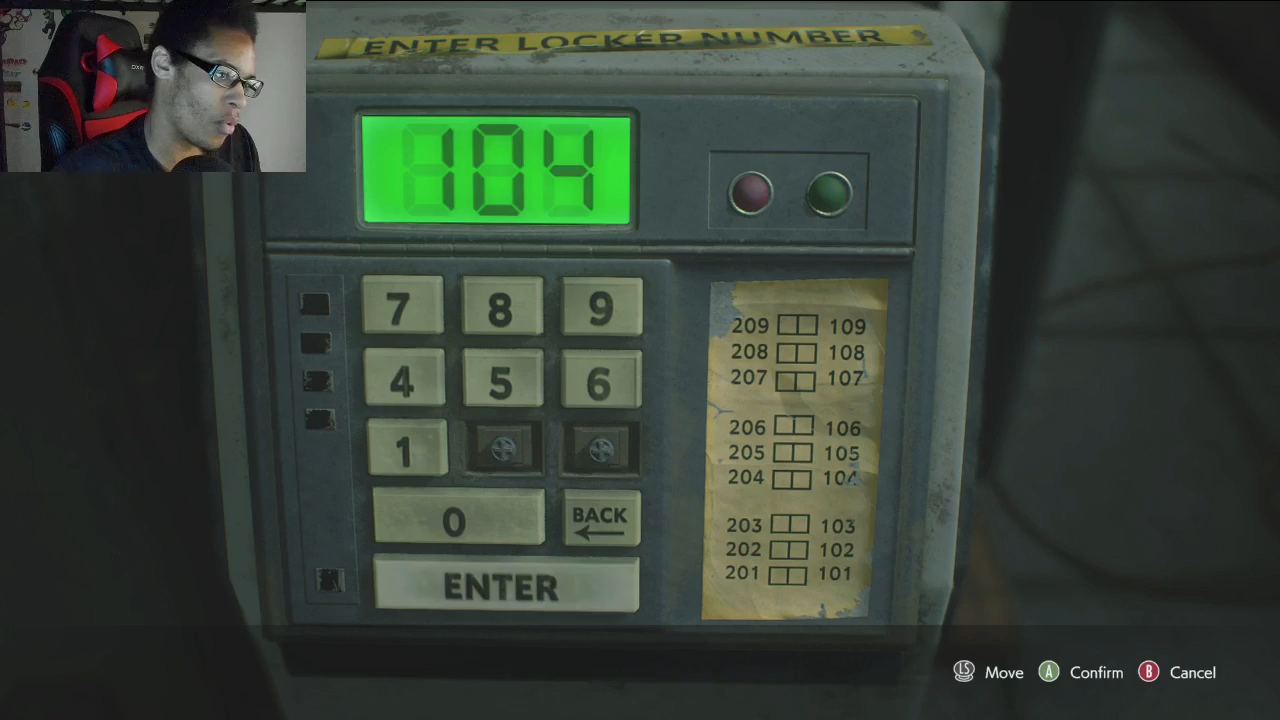 ENTER LOCKER NUMBER
104
7 8 9
4 5 6
1
0 BACK
ENTER
209 109
208 108
207 107
206 106
205 105
204 104
203 103
202 102
201 101
LS Move A Confirm B Cancel